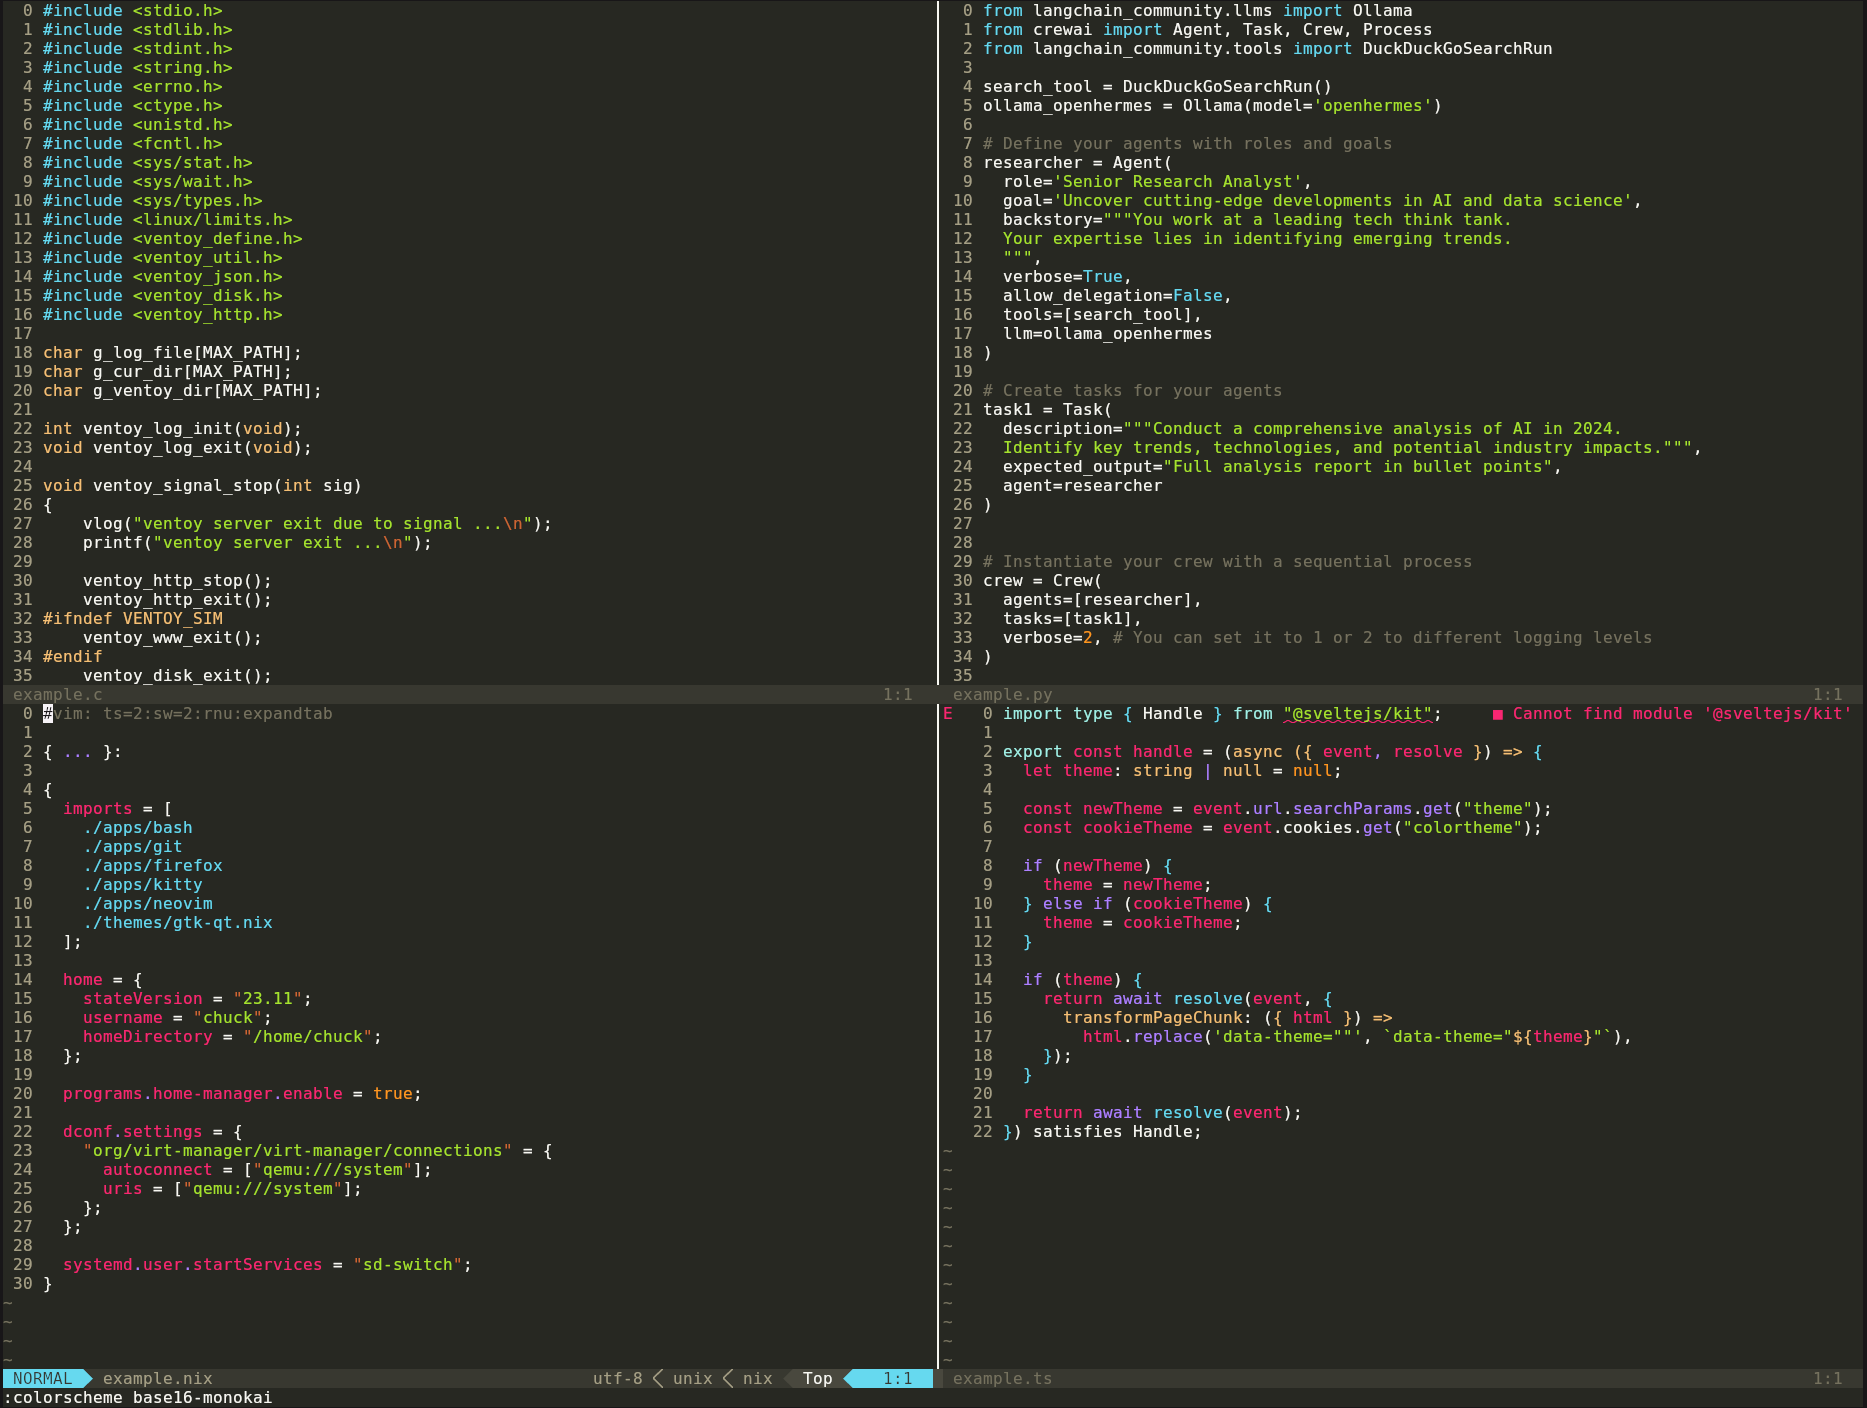 0 #include <stdio.h>
1 #include <stdlib.h>
2 #include <stdint.h>
3 #include <string.h>
4 #include <errno.h>
5 #include <ctype.h>
6 #include <unistd.h>
7 #include <fcntl.h>
8 #include <sys/stat.h>
9 #include <sys/wait.h>
10 #include <sys/types.h>
11 #include <linux/limits.h>
12 #include <ventoy_define.h>
13 #include <ventoy_util.h>
14 #include <ventoy_json.h>
15 #include <ventoy_disk.h>
16 #include <ventoy_http.h>
17
18 char g_log_file[MAX_PATH];
19 char g_cur_dir[MAX_PATH];
20 char g_ventoy_dir[MAX_PATH];
21
22 int ventoy_log_init(void);
23 void ventoy_log_exit(void);
24
25 void ventoy_signal_stop(int sig)
26 {
27     vlog("ventoy server exit due to signal ...\n");
28     printf("ventoy server exit ...\n");
29
30     ventoy_http_stop();
31     ventoy_http_exit();
32 #ifndef VENTOY_SIM
33     ventoy_www_exit();
34 #endif
35     ventoy_disk_exit();
example.c 1:1
0 from langchain_community.llms import Ollama
1 from crewai import Agent, Task, Crew, Process
2 from langchain_community.tools import DuckDuckGoSearchRun
3
4 search_tool = DuckDuckGoSearchRun()
5 ollama_openhermes = Ollama(model='openhermes')
6
7 # Define your agents with roles and goals
8 researcher = Agent(
9   role='Senior Research Analyst',
10   goal='Uncover cutting-edge developments in AI and data science',
11   backstory="""You work at a leading tech think tank.
12   Your expertise lies in identifying emerging trends.
13   """,
14   verbose=True,
15   allow_delegation=False,
16   tools=[search_tool],
17   llm=ollama_openhermes
18 )
19
20 # Create tasks for your agents
21 task1 = Task(
22   description="""Conduct a comprehensive analysis of AI in 2024.
23   Identify key trends, technologies, and potential industry impacts.""",
24   expected_output="Full analysis report in bullet points",
25   agent=researcher
26 )
27
28
29 # Instantiate your crew with a sequential process
30 crew = Crew(
31   agents=[researcher],
32   tasks=[task1],
33   verbose=2, # You can set it to 1 or 2 to different logging levels
34 )
35
example.py 1:1
0 #vim: ts=2:sw=2:rnu:expandtab
1
2 { ... }:
3
4 {
5   imports = [
6     ./apps/bash
7     ./apps/git
8     ./apps/firefox
9     ./apps/kitty
10     ./apps/neovim
11     ./themes/gtk-qt.nix
12   ];
13
14   home = {
15     stateVersion = "23.11";
16     username = "chuck";
17     homeDirectory = "/home/chuck";
18   };
19
20   programs.home-manager.enable = true;
21
22   dconf.settings = {
23     "org/virt-manager/virt-manager/connections" = {
24       autoconnect = ["qemu:///system"];
25       uris = ["qemu:///system"];
26     };
27   };
28
29   systemd.user.startServices = "sd-switch";
30 }
~
~
~
~
NORMAL example.nix utf-8 unix nix Top 1:1
E 0 import type { Handle } from "@sveltejs/kit"; ■ Cannot find module '@sveltejs/kit'
1
2 export const handle = (async ({ event, resolve }) => {
3   let theme: string | null = null;
4
5   const newTheme = event.url.searchParams.get("theme");
6   const cookieTheme = event.cookies.get("colortheme");
7
8   if (newTheme) {
9     theme = newTheme;
10   } else if (cookieTheme) {
11     theme = cookieTheme;
12   }
13
14   if (theme) {
15     return await resolve(event, {
16       transformPageChunk: ({ html }) =>
17         html.replace('data-theme=""', `data-theme="${theme}"`),
18     });
19   }
20
21   return await resolve(event);
22 }) satisfies Handle;
~
~
~
~
~
~
~
~
~
~
~
~
example.ts 1:1
:colorscheme base16-monokai